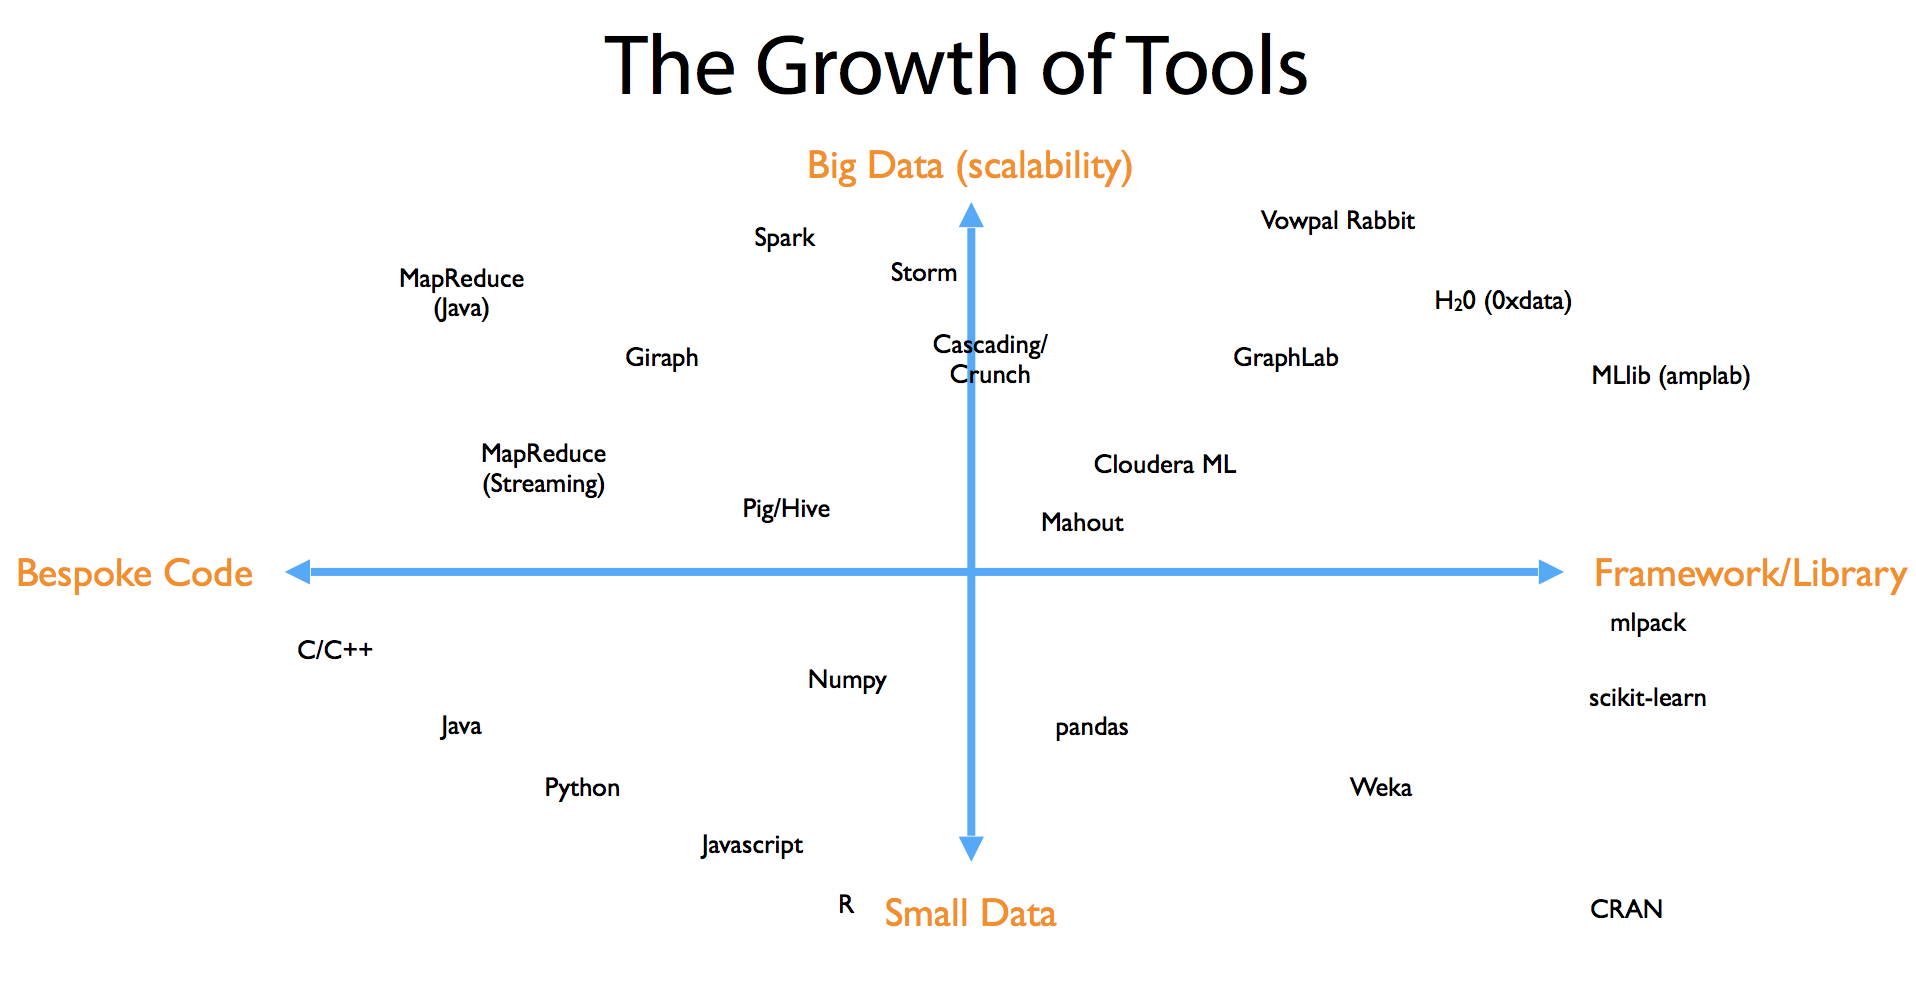 The Growth of Tools
Big Data (scalability)
Vowpal Rabbit
Spark
Storm
MapReduce
(Java)
H₂0 (0xdata)
Giraph
Cascading/
Crunch
GraphLab
MLlib (amplab)
MapReduce
(Streaming)
Cloudera ML
Pig/Hive
Mahout
Bespoke Code
Framework/Library
mlpack
C/C++
Numpy
scikit-learn
Java
pandas
Python
Weka
Javascript
R
Small Data
CRAN